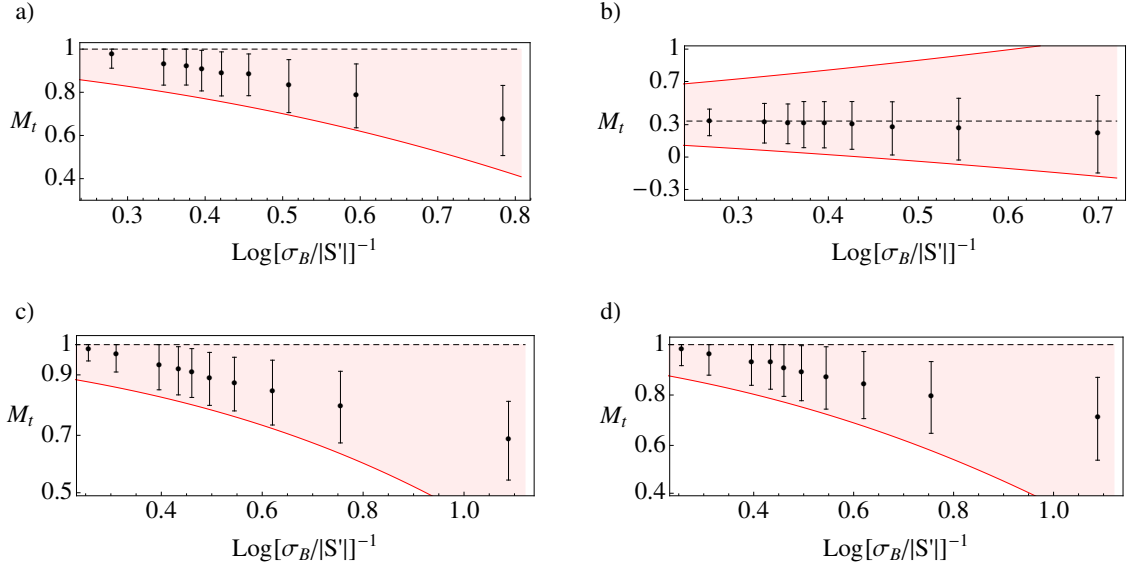 a)
1
0.8
M_t
0.6
0.4
0.3 0.4 0.5 0.6 0.7 0.8
Log[σ_B/|S'|]^{-1}
b)
1
0.7
M_t
0.3
0
−0.3
0.3 0.4 0.5 0.6 0.7
Log[σ_B/|S'|]^{-1}
c)
1
0.9
M_t
0.7
0.5
0.4 0.6 0.8 1.0
Log[σ_B/|S'|]^{-1}
d)
1
0.8
M_t
0.6
0.4
0.4 0.6 0.8 1.0
Log[σ_B/|S'|]^{-1}